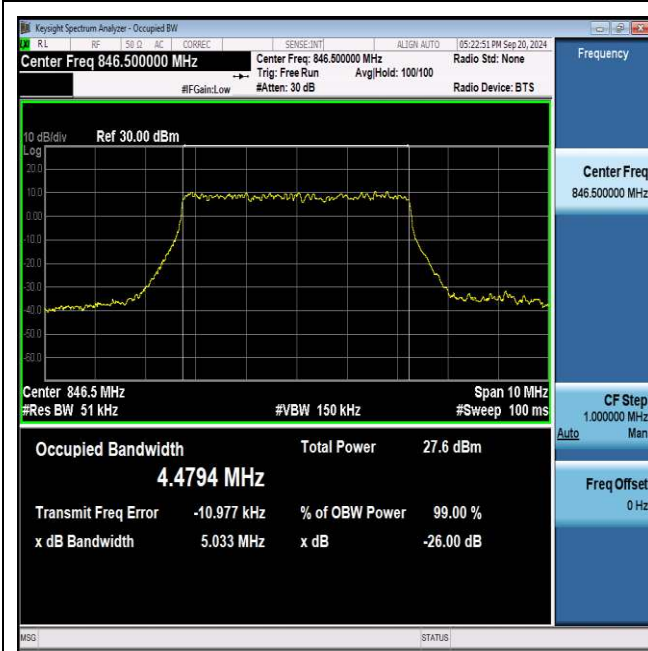 Keysight Spectrum Analyzer - Occupied BW
RL RF 50 Ω AC CORREC SENSE:INT ALIGN AUTO 05:22:51 PM Sep 20, 2024
Center Freq 846.500000 MHz Center Freq: 846.500000 MHz Radio Std: None
Trig: Free Run Avg|Hold: 100/100
#IFGain:Low #Atten: 30 dB Radio Device: BTS
10 dB/div Ref 30.00 dBm
Log
20.0
10.0
0.00
-10.0
-20.0
-30.0
-40.0
-50.0
-60.0
Center 846.5 MHz Span 10 MHz
#Res BW 51 kHz #VBW 150 kHz #Sweep 100 ms
Occupied Bandwidth Total Power 27.6 dBm
4.4794 MHz
Transmit Freq Error -10.977 kHz % of OBW Power 99.00 %
x dB Bandwidth 5.033 MHz x dB -26.00 dB
MSG STATUS
Frequency
Center Freq
846.500000 MHz
CF Step
1.000000 MHz
Auto Man
Freq Offset
0 Hz